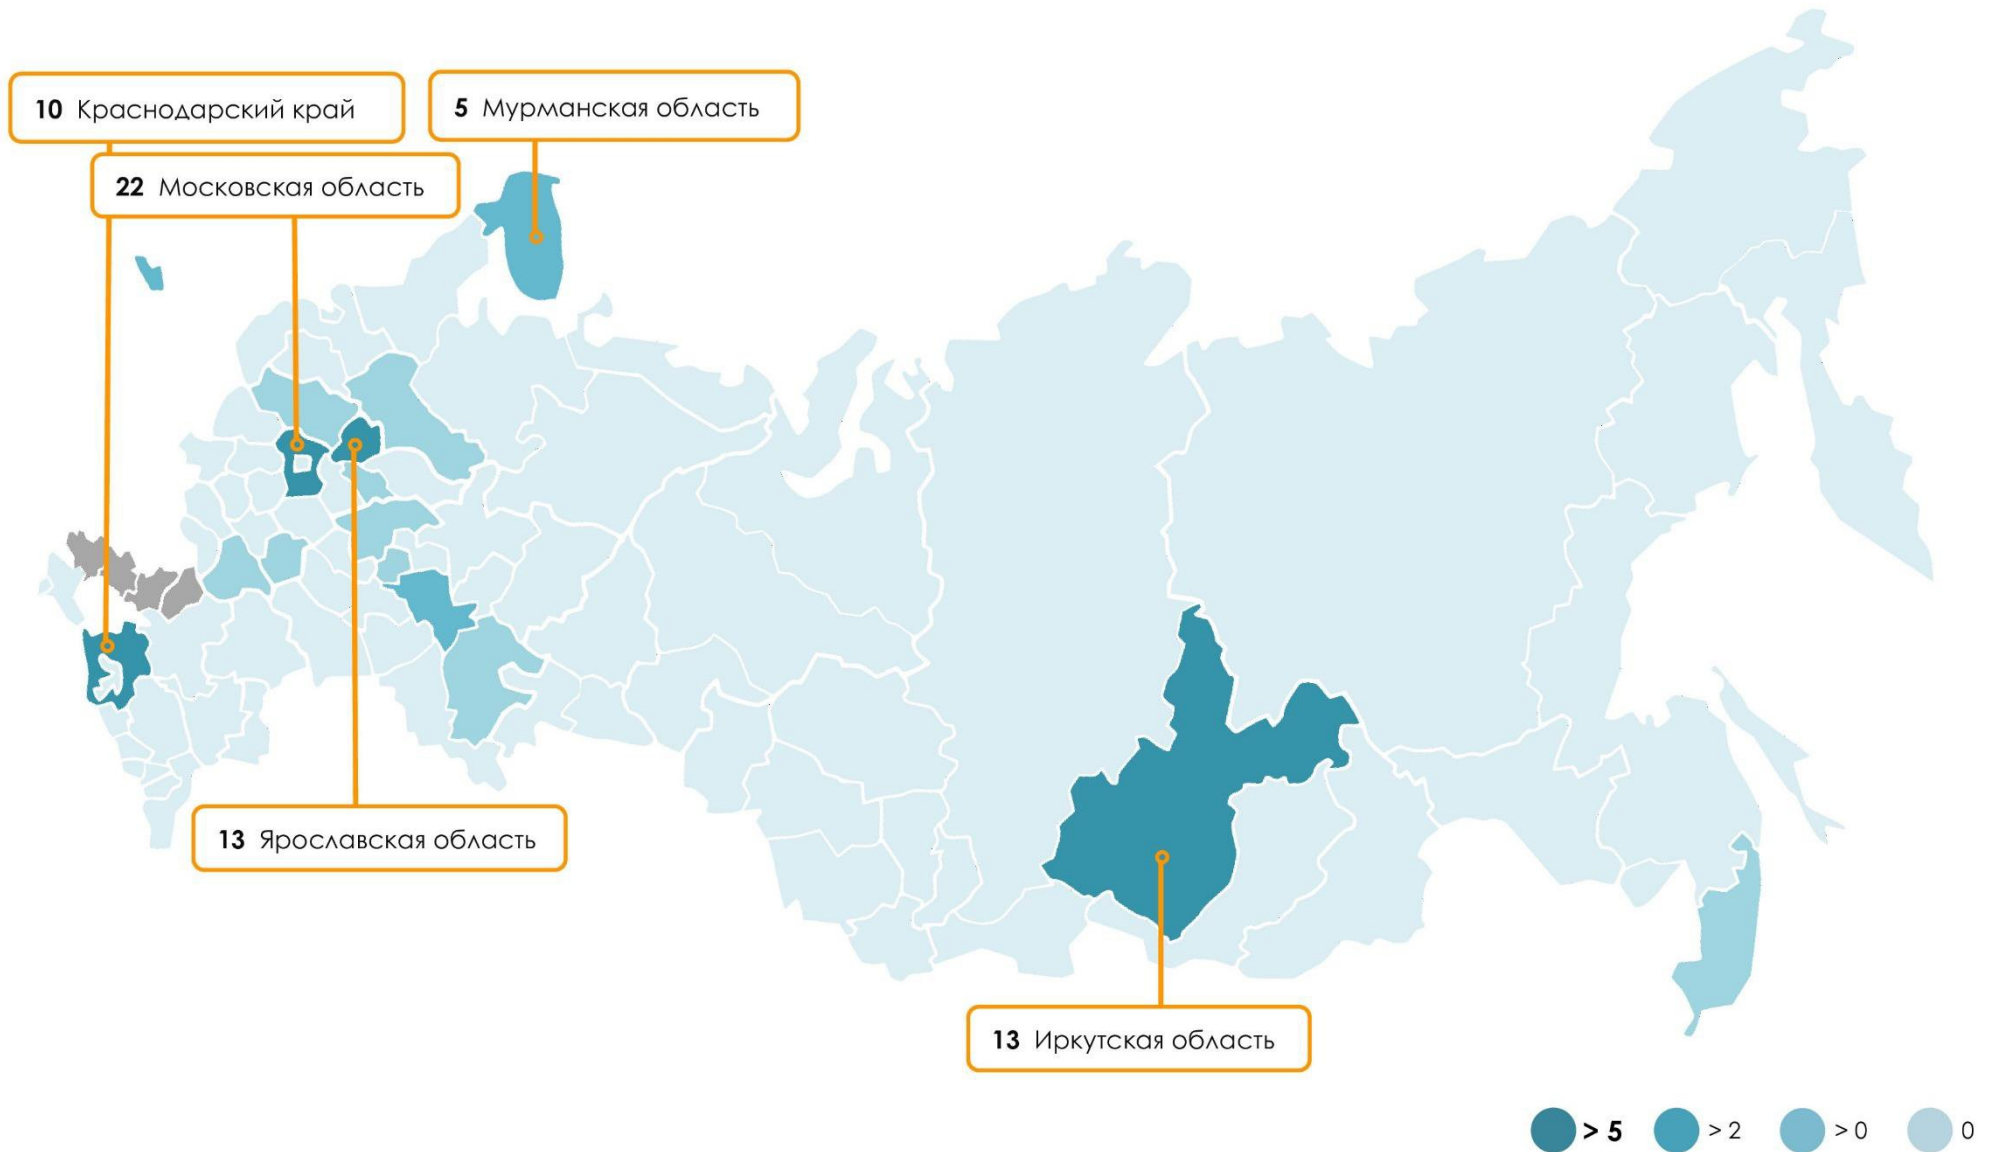 10 Краснодарский край
5 Мурманская область
22 Московская область
13 Ярославская область
13 Иркутская область
> 5
> 2
> 0
0